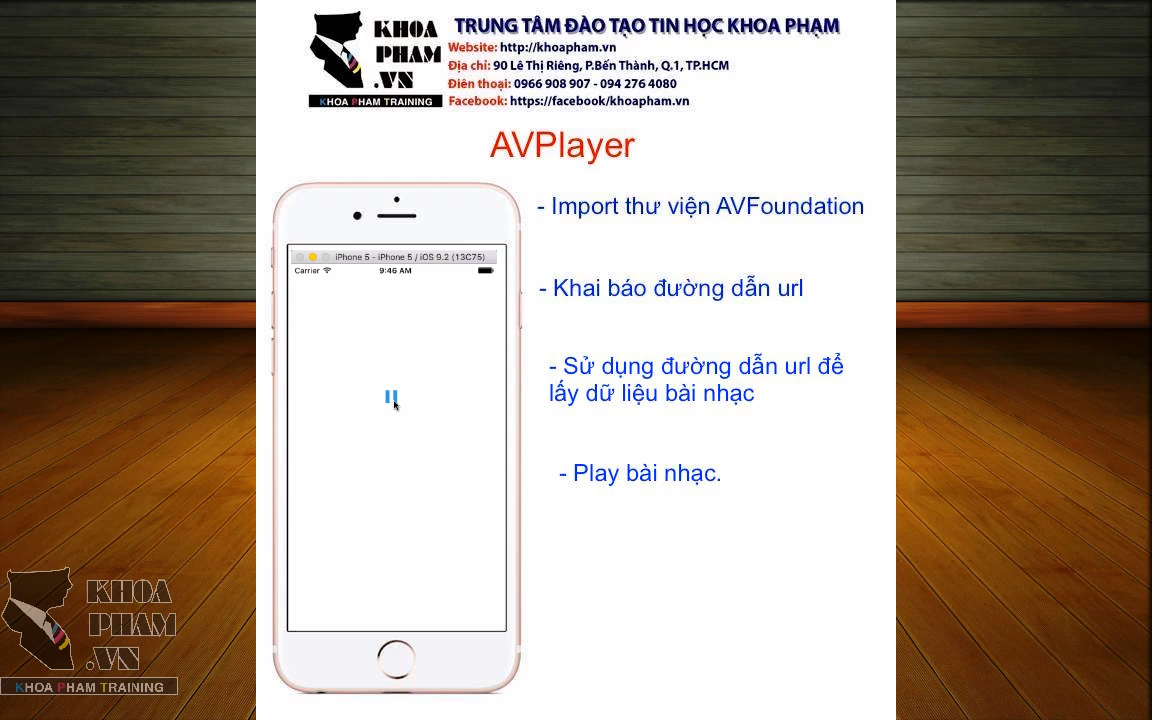 KHOA
PHAM
.VN
KHOA PHAM TRAINING
TRUNG TÂM ĐÀO TẠO TIN HỌC KHOA PHẠM
Website: http://khoapham.vn
Địa chỉ: 90 Lê Thị Riêng, P.Bến Thành, Q.1, TP.HCM
Điên thoại: 0966 908 907 - 094 276 4080
Facebook: https://facebook/khoapham.vn
AVPlayer
iPhone 5 - iPhone 5 / iOS 9.2 (13C75)
Carrier 9:46 AM
- Import thư viện AVFoundation
- Khai báo đường dẫn url
- Sử dụng đường dẫn url để
lấy dữ liệu bài nhạc
- Play bài nhạc.
KHOA
PHAM
.VN
KHOA PHAM TRAINING